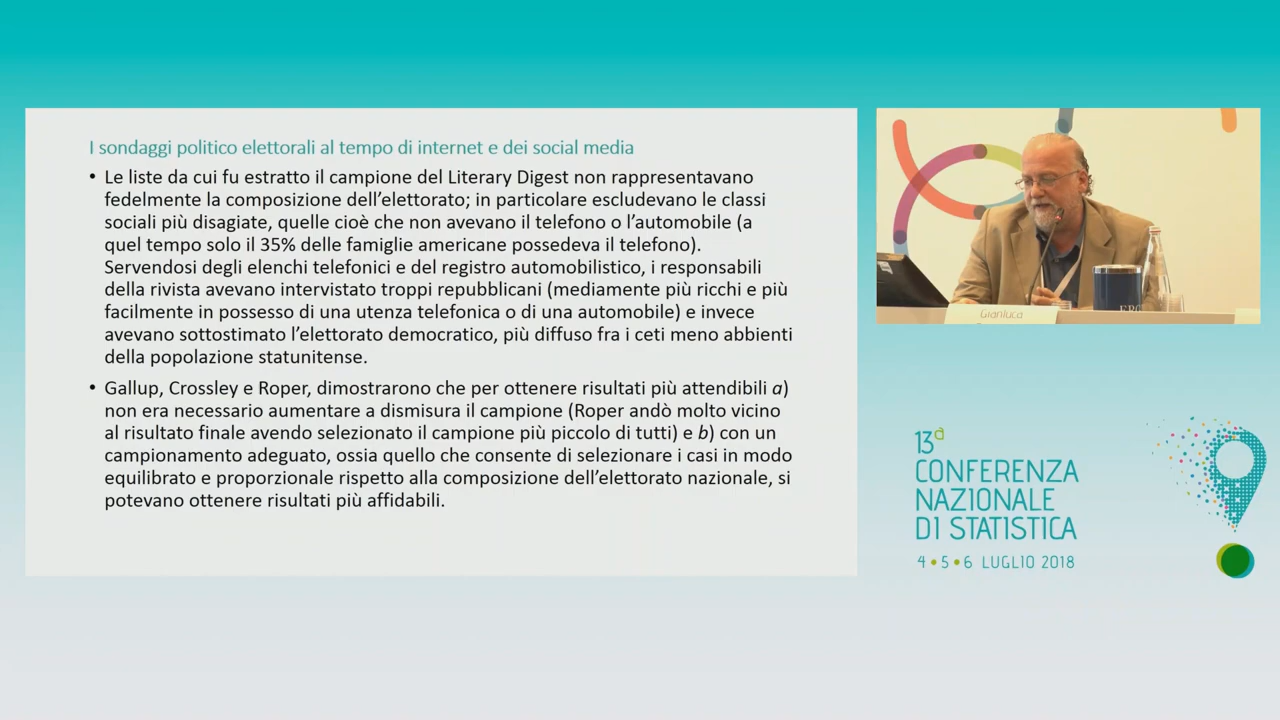 I sondaggi politico elettorali al tempo di internet e dei social media
• Le liste da cui fu estratto il campione del Literary Digest non rappresentavano
fedelmente la composizione dell’elettorato; in particolare escludevano le classi
sociali più disagiate, quelle cioè che non avevano il telefono o l’automobile (a
quel tempo solo il 35% delle famiglie americane possedeva il telefono).
Servendosi degli elenchi telefonici e del registro automobilistico, i responsabili
della rivista avevano intervistato troppi repubblicani (mediamente più ricchi e più
facilmente in possesso di una utenza telefonica o di una automobile) e invece
avevano sottostimato l’elettorato democratico, più diffuso fra i ceti meno abbienti
della popolazione statunitense.
• Gallup, Crossley e Roper, dimostrarono che per ottenere risultati più attendibili a)
non era necessario aumentare a dismisura il campione (Roper andò molto vicino
al risultato finale avendo selezionato il campione più piccolo di tutti) e b) con un
campionamento adeguato, ossia quello che consente di selezionare i casi in modo
equilibrato e proporzionale rispetto alla composizione dell’elettorato nazionale, si
potevano ottenere risultati più affidabili.
Gianluca
13a
CONFERENZA
NAZIONALE
DI STATISTICA
4 • 5 • 6 LUGLIO 2018